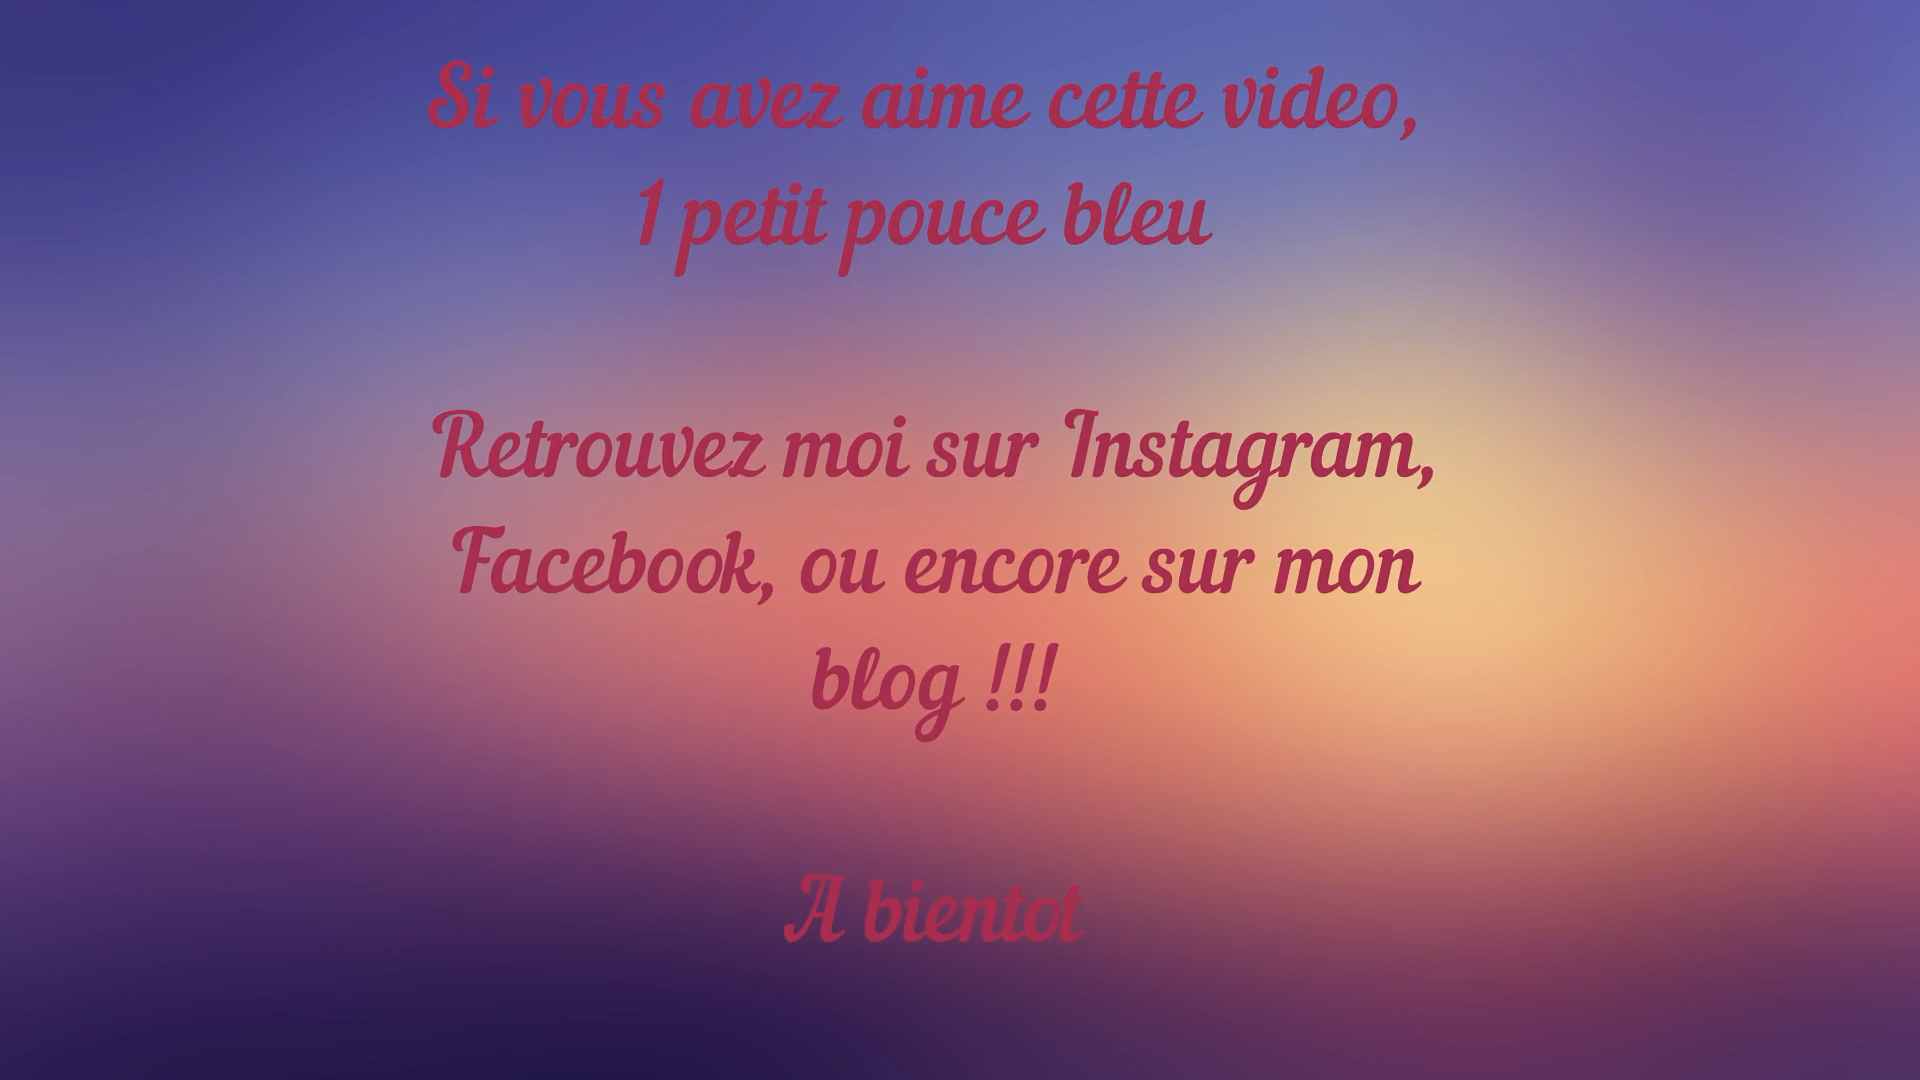 Si vous avez aime cette video,
1 petit pouce bleu
Retrouvez moi sur Instagram,
Facebook, ou encore sur mon
blog !!!
A bientot